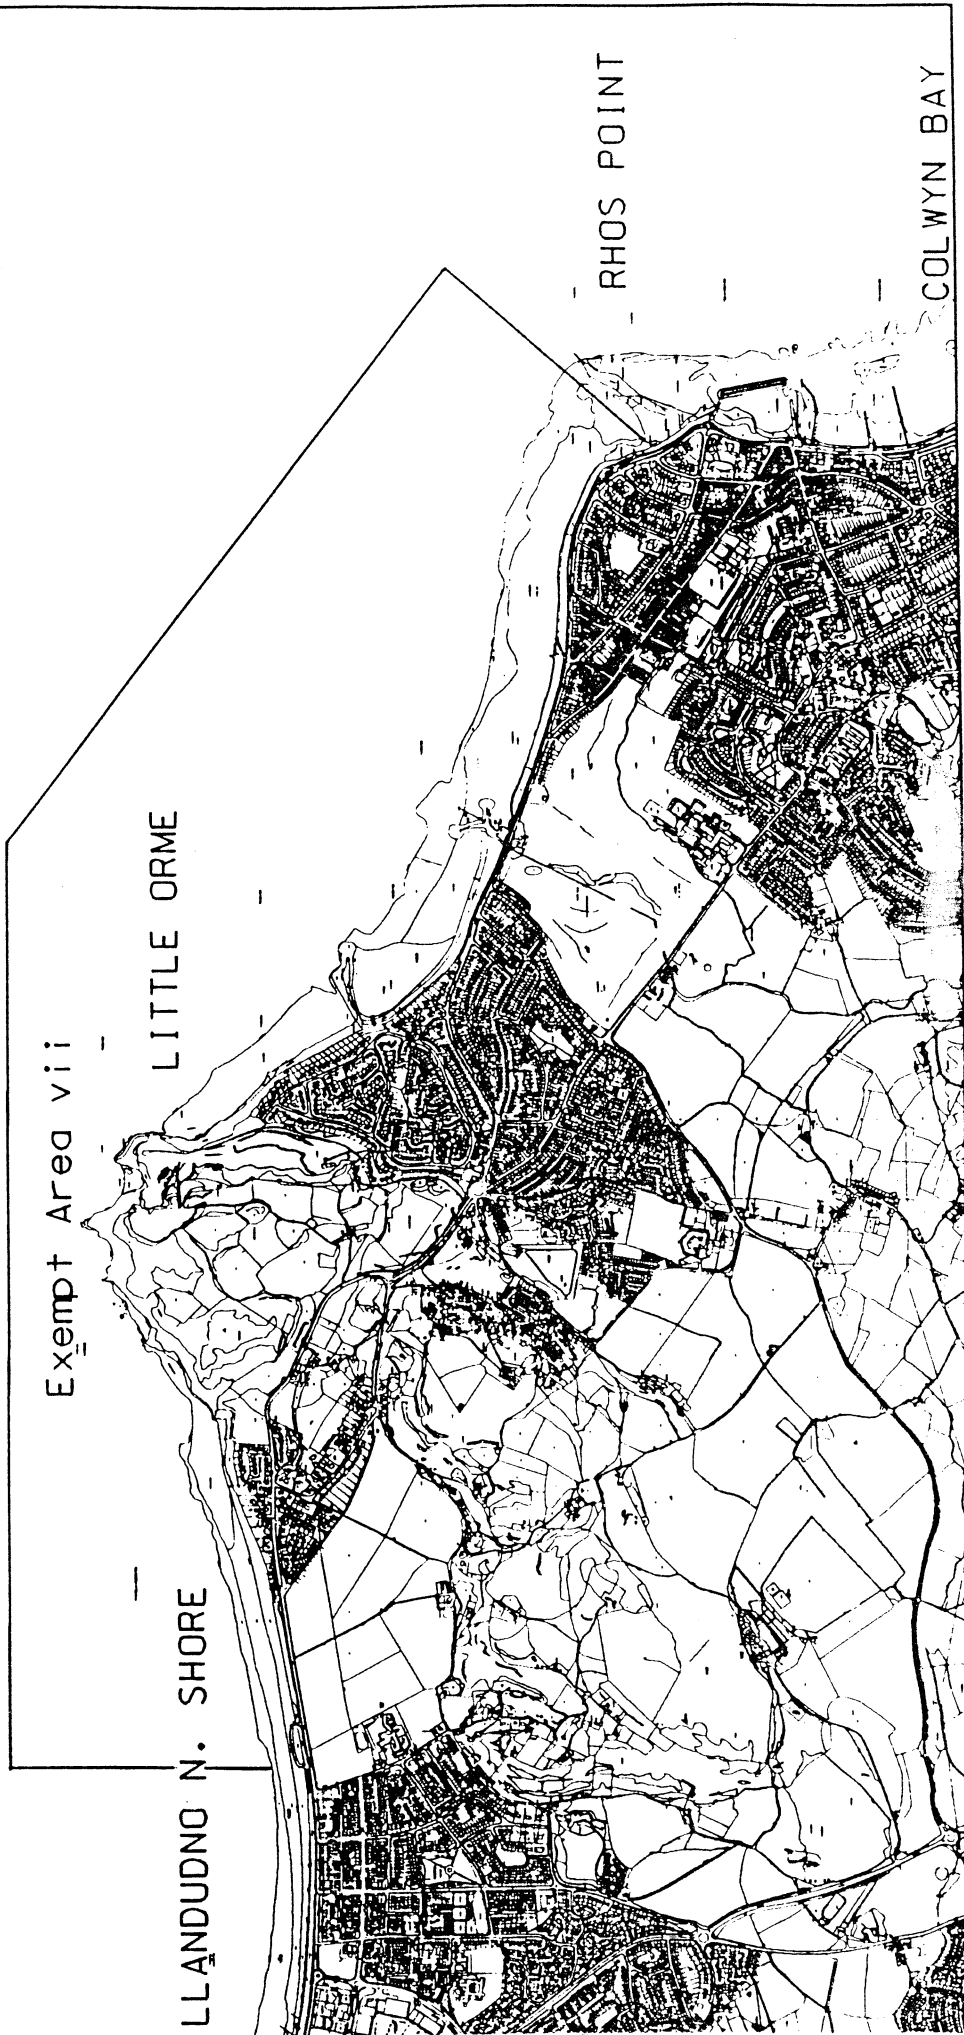 Exempt Area vii
LLANDUDNO N. SHORE
LITTLE ORME
RHOS POINT
COLWYN BAY